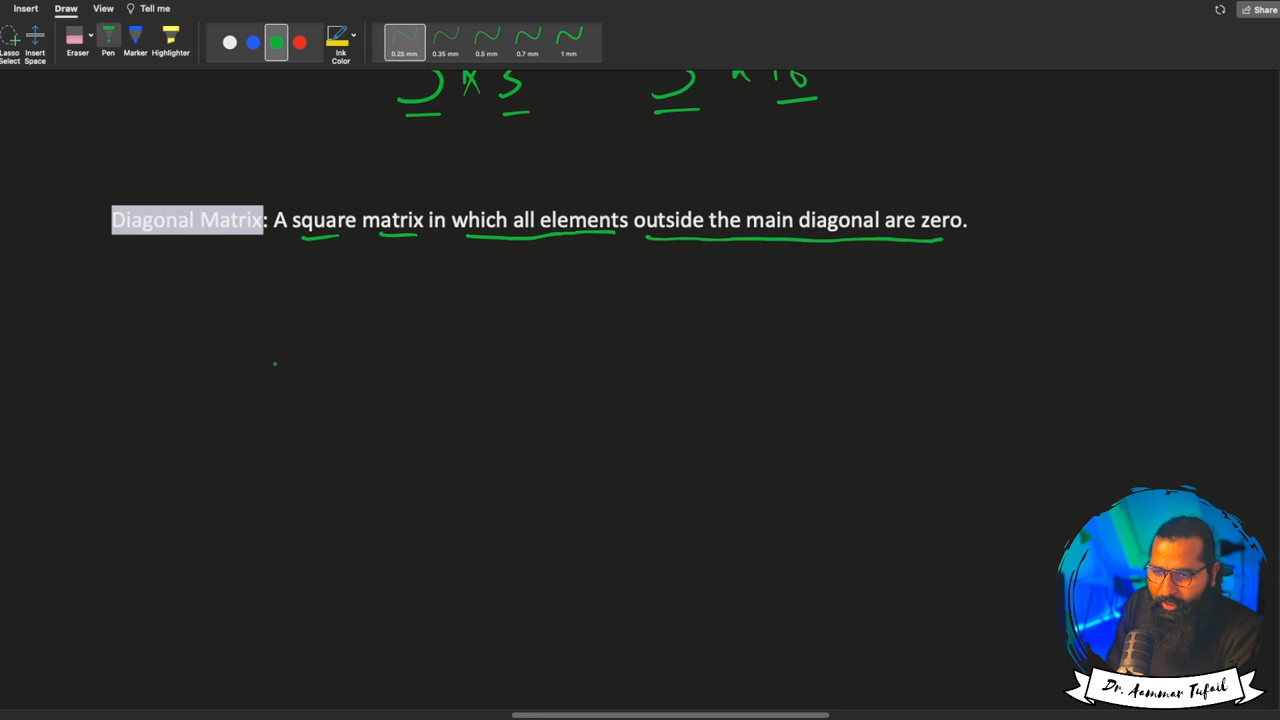 Insert Draw View Tell me Share
Lasso Select Insert Space Eraser Pen Marker Highlighter Ink Color 0.25 mm 0.35 mm 0.5 mm 0.7 mm 1 mm
Diagonal Matrix: A square matrix in which all elements outside the main diagonal are zero.
Dr. Aammar Tufail